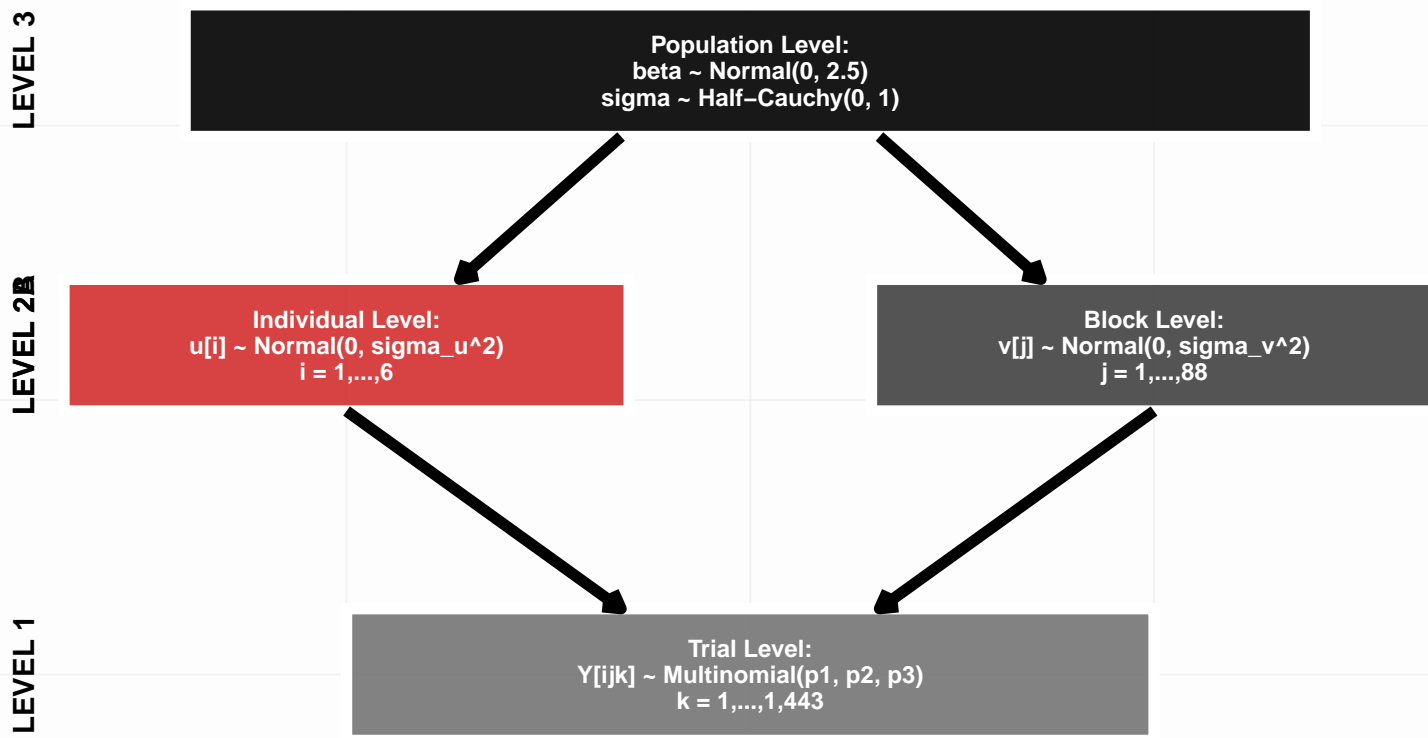 LEVEL 3
Population Level:
beta ~ Normal(0, 2.5)
sigma ~ Half−Cauchy(0, 1)
LEVEL
Individual Level:
u[i] ~ Normal(0, sigma_u^2)
i = 1,...,6
Block Level:
v[j] ~ Normal(0, sigma_v^2)
j = 1,...,88
LEVEL 1
Trial Level:
Y[ijk] ~ Multinomial(p1, p2, p3)
k = 1,...,1,443